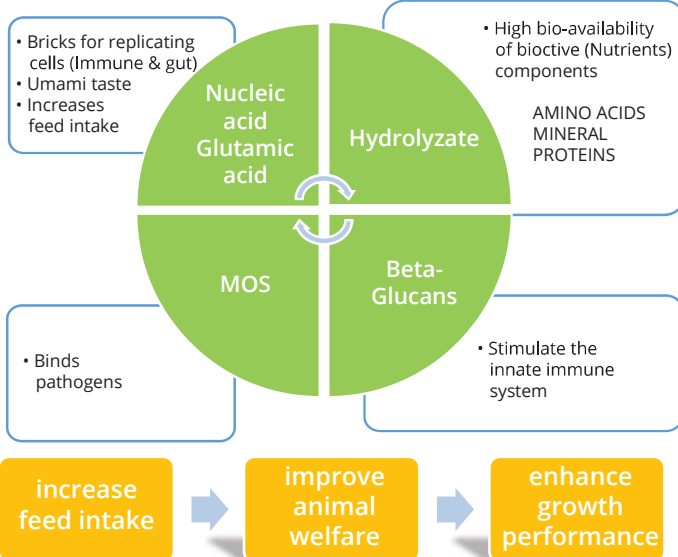 • Bricks for replicating
cells (Immune & gut)
• Umami taste
• Increases
feed intake
Nucleic
acid
Glutamic
acid
Hydrolyzate
• High bio-availability
of bioctive (Nutrients)
components
AMINO ACIDS
MINERAL
PROTEINS
MOS
Beta-
Glucans
• Binds
pathogens
• Stimulate the
innate immune
system
increase
feed intake
improve
animal
welfare
enhance
growth
performance